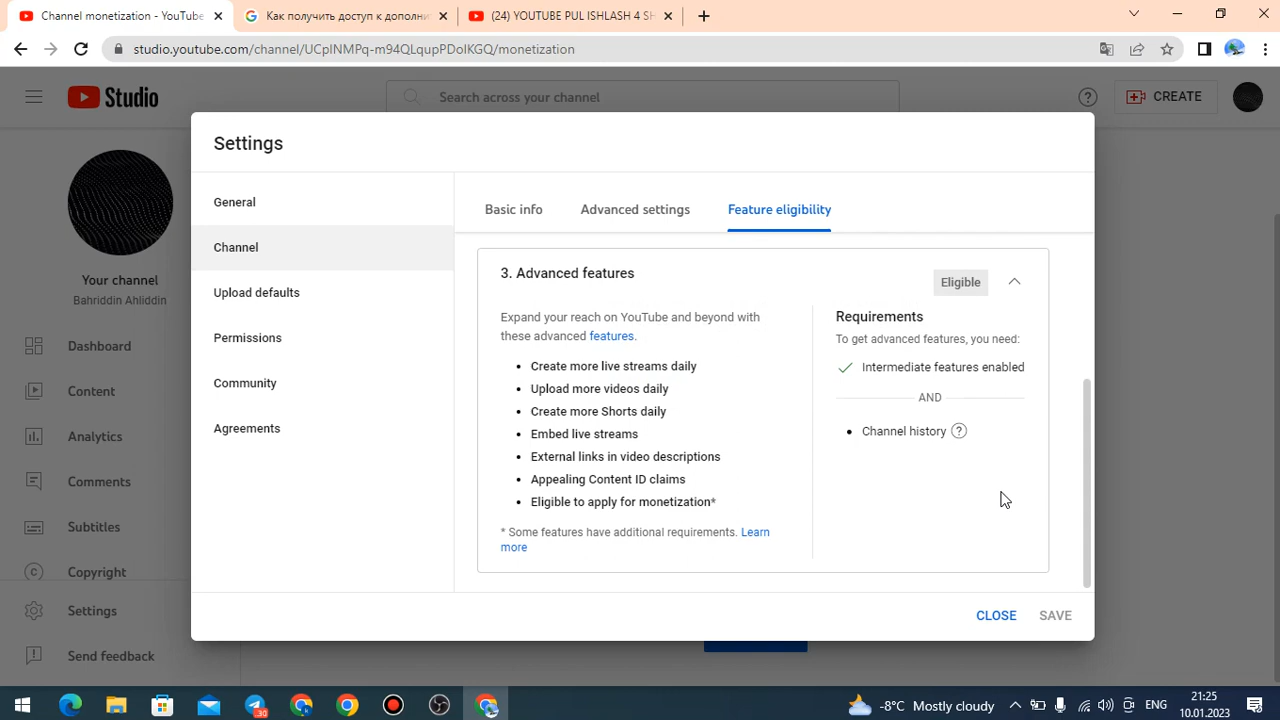 Channel monetization - YouTube
Как получить доступ к дополнит
(24) YOUTUBE PUL ISHLASH 4 SH
studio.youtube.com/channel/UCpINMPq-m94QLqupPDoIKGQ/monetization
Studio
Search across your channel
CREATE
Your channel
Bahriddin Ahliddin
Dashboard
Content
Analytics
Comments
Subtitles
Copyright
Settings
Send feedback
Settings
General
Channel
Upload defaults
Permissions
Community
Agreements
Basic info
Advanced settings
Feature eligibility
3. Advanced features
Eligible
Expand your reach on YouTube and beyond with
these advanced features.
• Create more live streams daily
• Upload more videos daily
• Create more Shorts daily
• Embed live streams
• External links in video descriptions
• Appealing Content ID claims
• Eligible to apply for monetization*
* Some features have additional requirements. Learn
more
Requirements
To get advanced features, you need:
Intermediate features enabled
AND
• Channel history
CLOSE
SAVE
30
-8°C Mostly cloudy
ENG
21:25
10.01.2023